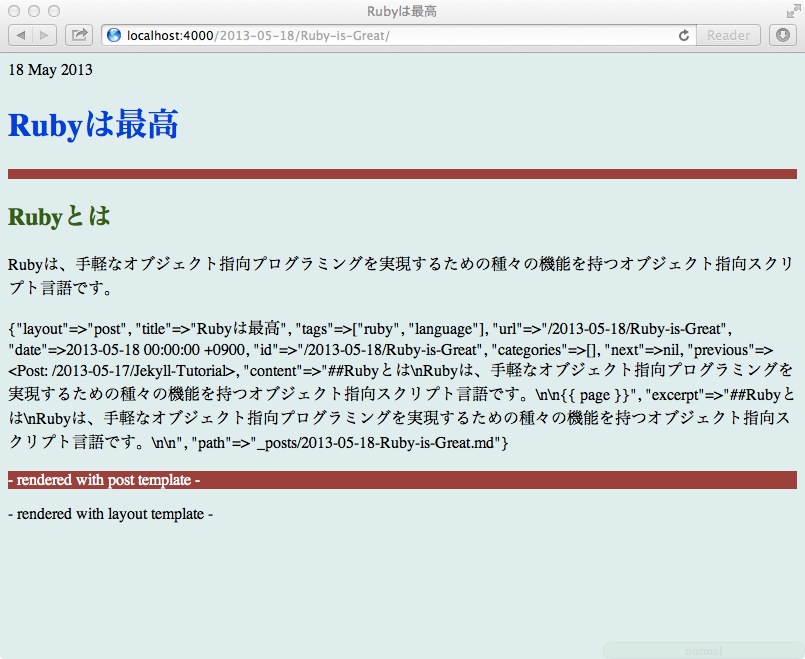 Rubyは最高
localhost:4000/2013-05-18/Ruby-is-Great/
Reader
18 May 2013
Rubyは最高
Rubyとは
Rubyは、手軽なオブジェクト指向プログラミングを実現するための種々の機能を持つオブジェクト指向スクリ
プト言語です。
{"layout"=>"post", "title"=>"Rubyは最高", "tags"=>["ruby", "language"], "url"=>"/2013-05-18/Ruby-is-Great",
"date"=>2013-05-18 00:00:00 +0900, "id"=>"/2013-05-18/Ruby-is-Great", "categories"=>[], "next"=>nil, "previous"=>
<Post: /2013-05-17/Jekyll-Tutorial>, "content"=>"##Rubyとは\nRubyは、手軽なオブジェクト指向プログラミングを
実現するための種々の機能を持つオブジェクト指向スクリプト言語です。\n\n{{ page }}", "excerpt"=>"##Rubyと
は\nRubyは、手軽なオブジェクト指向プログラミングを実現するための種々の機能を持つオブジェクト指向ス
クリプト言語です。\n\n", "path"=>"_posts/2013-05-18-Ruby-is-Great.md"}
- rendered with post template -
- rendered with layout template -
normal